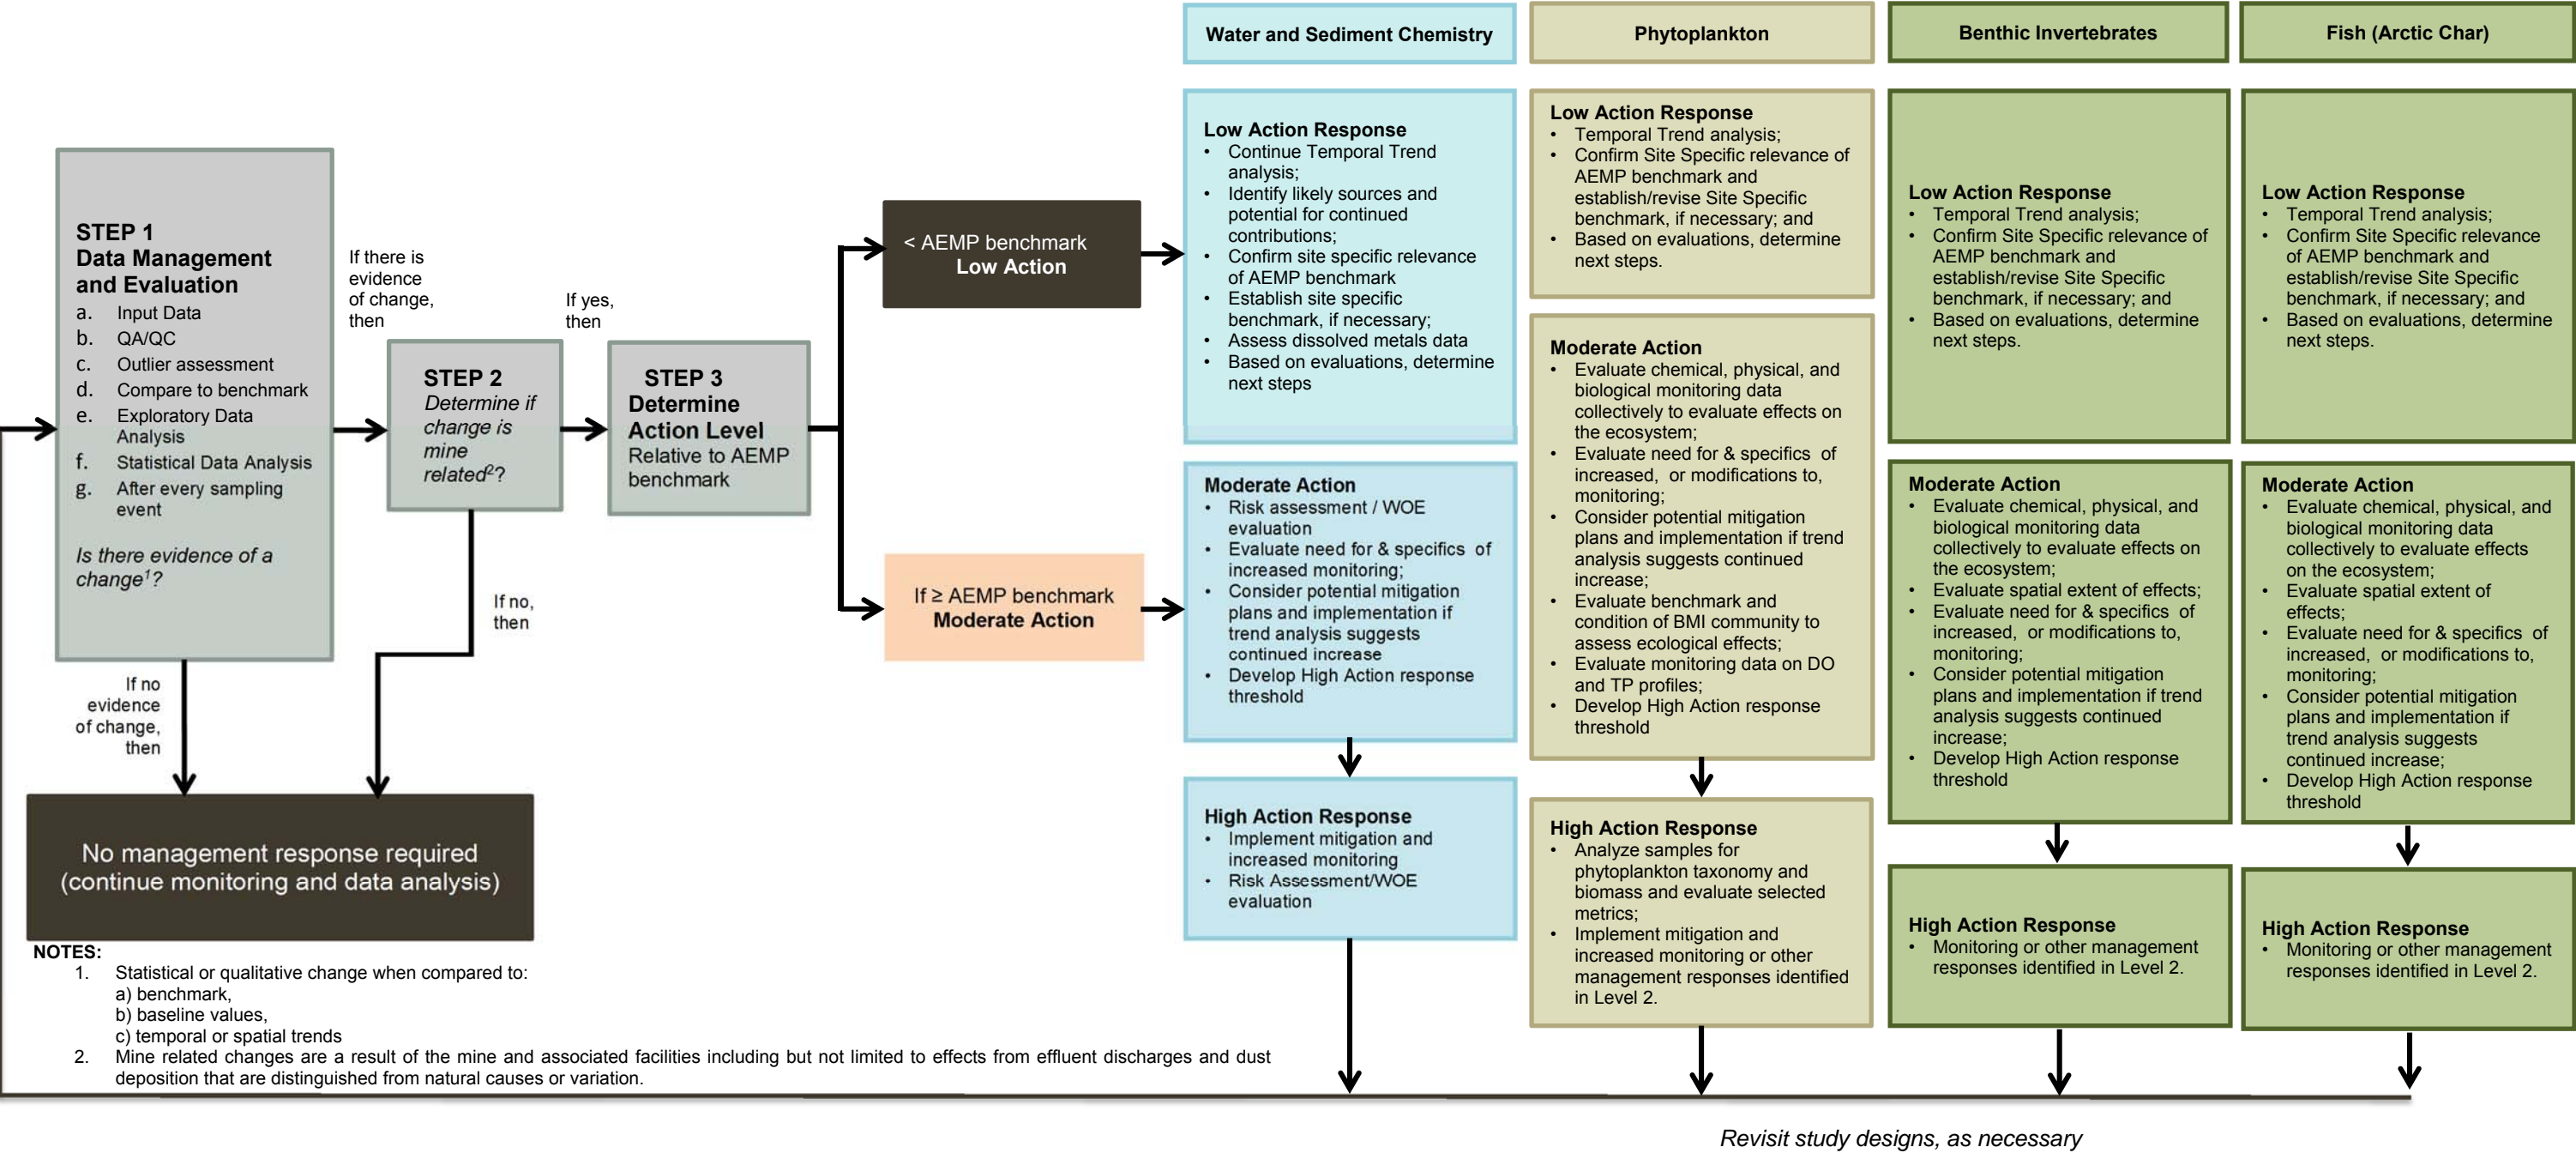 Water and Sediment Chemistry
Phytoplankton
Benthic Invertebrates
Fish (Arctic Char)
STEP 1
Data Management
and Evaluation
a. Input Data
b. QA/QC
c. Outlier assessment
d. Compare to benchmark
e. Exploratory Data
Analysis
f. Statistical Data Analysis
g. After every sampling
event
Is there evidence of a
change1?
If there is
evidence
of change,
then
STEP 2
Determine if
change is
mine
related2?
If yes,
then
STEP 3
Determine
Action Level
Relative to AEMP
benchmark
If no,
then
If no
evidence
of change,
then
No management response required
(continue monitoring and data analysis)
< AEMP benchmark
Low Action
If ≥ AEMP benchmark
Moderate Action
Low Action Response
• Continue Temporal Trend
analysis;
• Identify likely sources and
potential for continued
contributions;
• Confirm site specific relevance
of AEMP benchmark
• Establish site specific
benchmark, if necessary;
• Assess dissolved metals data
• Based on evaluations, determine
next steps
Moderate Action
• Risk assessment / WOE
evaluation
• Evaluate need for & specifics of
increased monitoring;
• Consider potential mitigation
plans and implementation if
trend analysis suggests
continued increase
• Develop High Action response
threshold
High Action Response
• Implement mitigation and
increased monitoring
• Risk Assessment/WOE
evaluation
Low Action Response
• Temporal Trend analysis;
• Confirm Site Specific relevance of
AEMP benchmark and
establish/revise Site Specific
benchmark, if necessary; and
• Based on evaluations, determine
next steps.
Moderate Action
• Evaluate chemical, physical, and
biological monitoring data
collectively to evaluate effects on
the ecosystem;
• Evaluate need for & specifics of
increased, or modifications to,
monitoring;
• Consider potential mitigation
plans and implementation if trend
analysis suggests continued
increase;
• Evaluate benchmark and
condition of BMI community to
assess ecological effects;
• Evaluate monitoring data on DO
and TP profiles;
• Develop High Action response
threshold
High Action Response
• Analyze samples for
phytoplankton taxonomy and
biomass and evaluate selected
metrics;
• Implement mitigation and
increased monitoring or other
management responses identified
in Level 2.
Low Action Response
• Temporal Trend analysis;
• Confirm Site Specific relevance of
AEMP benchmark and
establish/revise Site Specific
benchmark, if necessary; and
• Based on evaluations, determine
next steps.
Moderate Action
• Evaluate chemical, physical, and
biological monitoring data
collectively to evaluate effects on
the ecosystem;
• Evaluate spatial extent of effects;
• Evaluate need for & specifics of
increased, or modifications to,
monitoring;
• Consider potential mitigation
plans and implementation if trend
analysis suggests continued
increase;
• Develop High Action response
threshold
High Action Response
• Monitoring or other management
responses identified in Level 2.
Low Action Response
• Temporal Trend analysis;
• Confirm Site Specific relevance
of AEMP benchmark and
establish/revise Site Specific
benchmark, if necessary; and
• Based on evaluations, determine
next steps.
Moderate Action
• Evaluate chemical, physical, and
biological monitoring data
collectively to evaluate effects
on the ecosystem;
• Evaluate spatial extent of
effects;
• Evaluate need for & specifics of
increased, or modifications to,
monitoring;
• Consider potential mitigation
plans and implementation if
trend analysis suggests
continued increase;
• Develop High Action response
threshold
High Action Response
• Monitoring or other management
responses identified in Level 2.
NOTES:
1. Statistical or qualitative change when compared to:
a) benchmark,
b) baseline values,
c) temporal or spatial trends
2. Mine related changes are a result of the mine and associated facilities including but not limited to effects from effluent discharges and dust
deposition that are distinguished from natural causes or variation.
Revisit study designs, as necessary